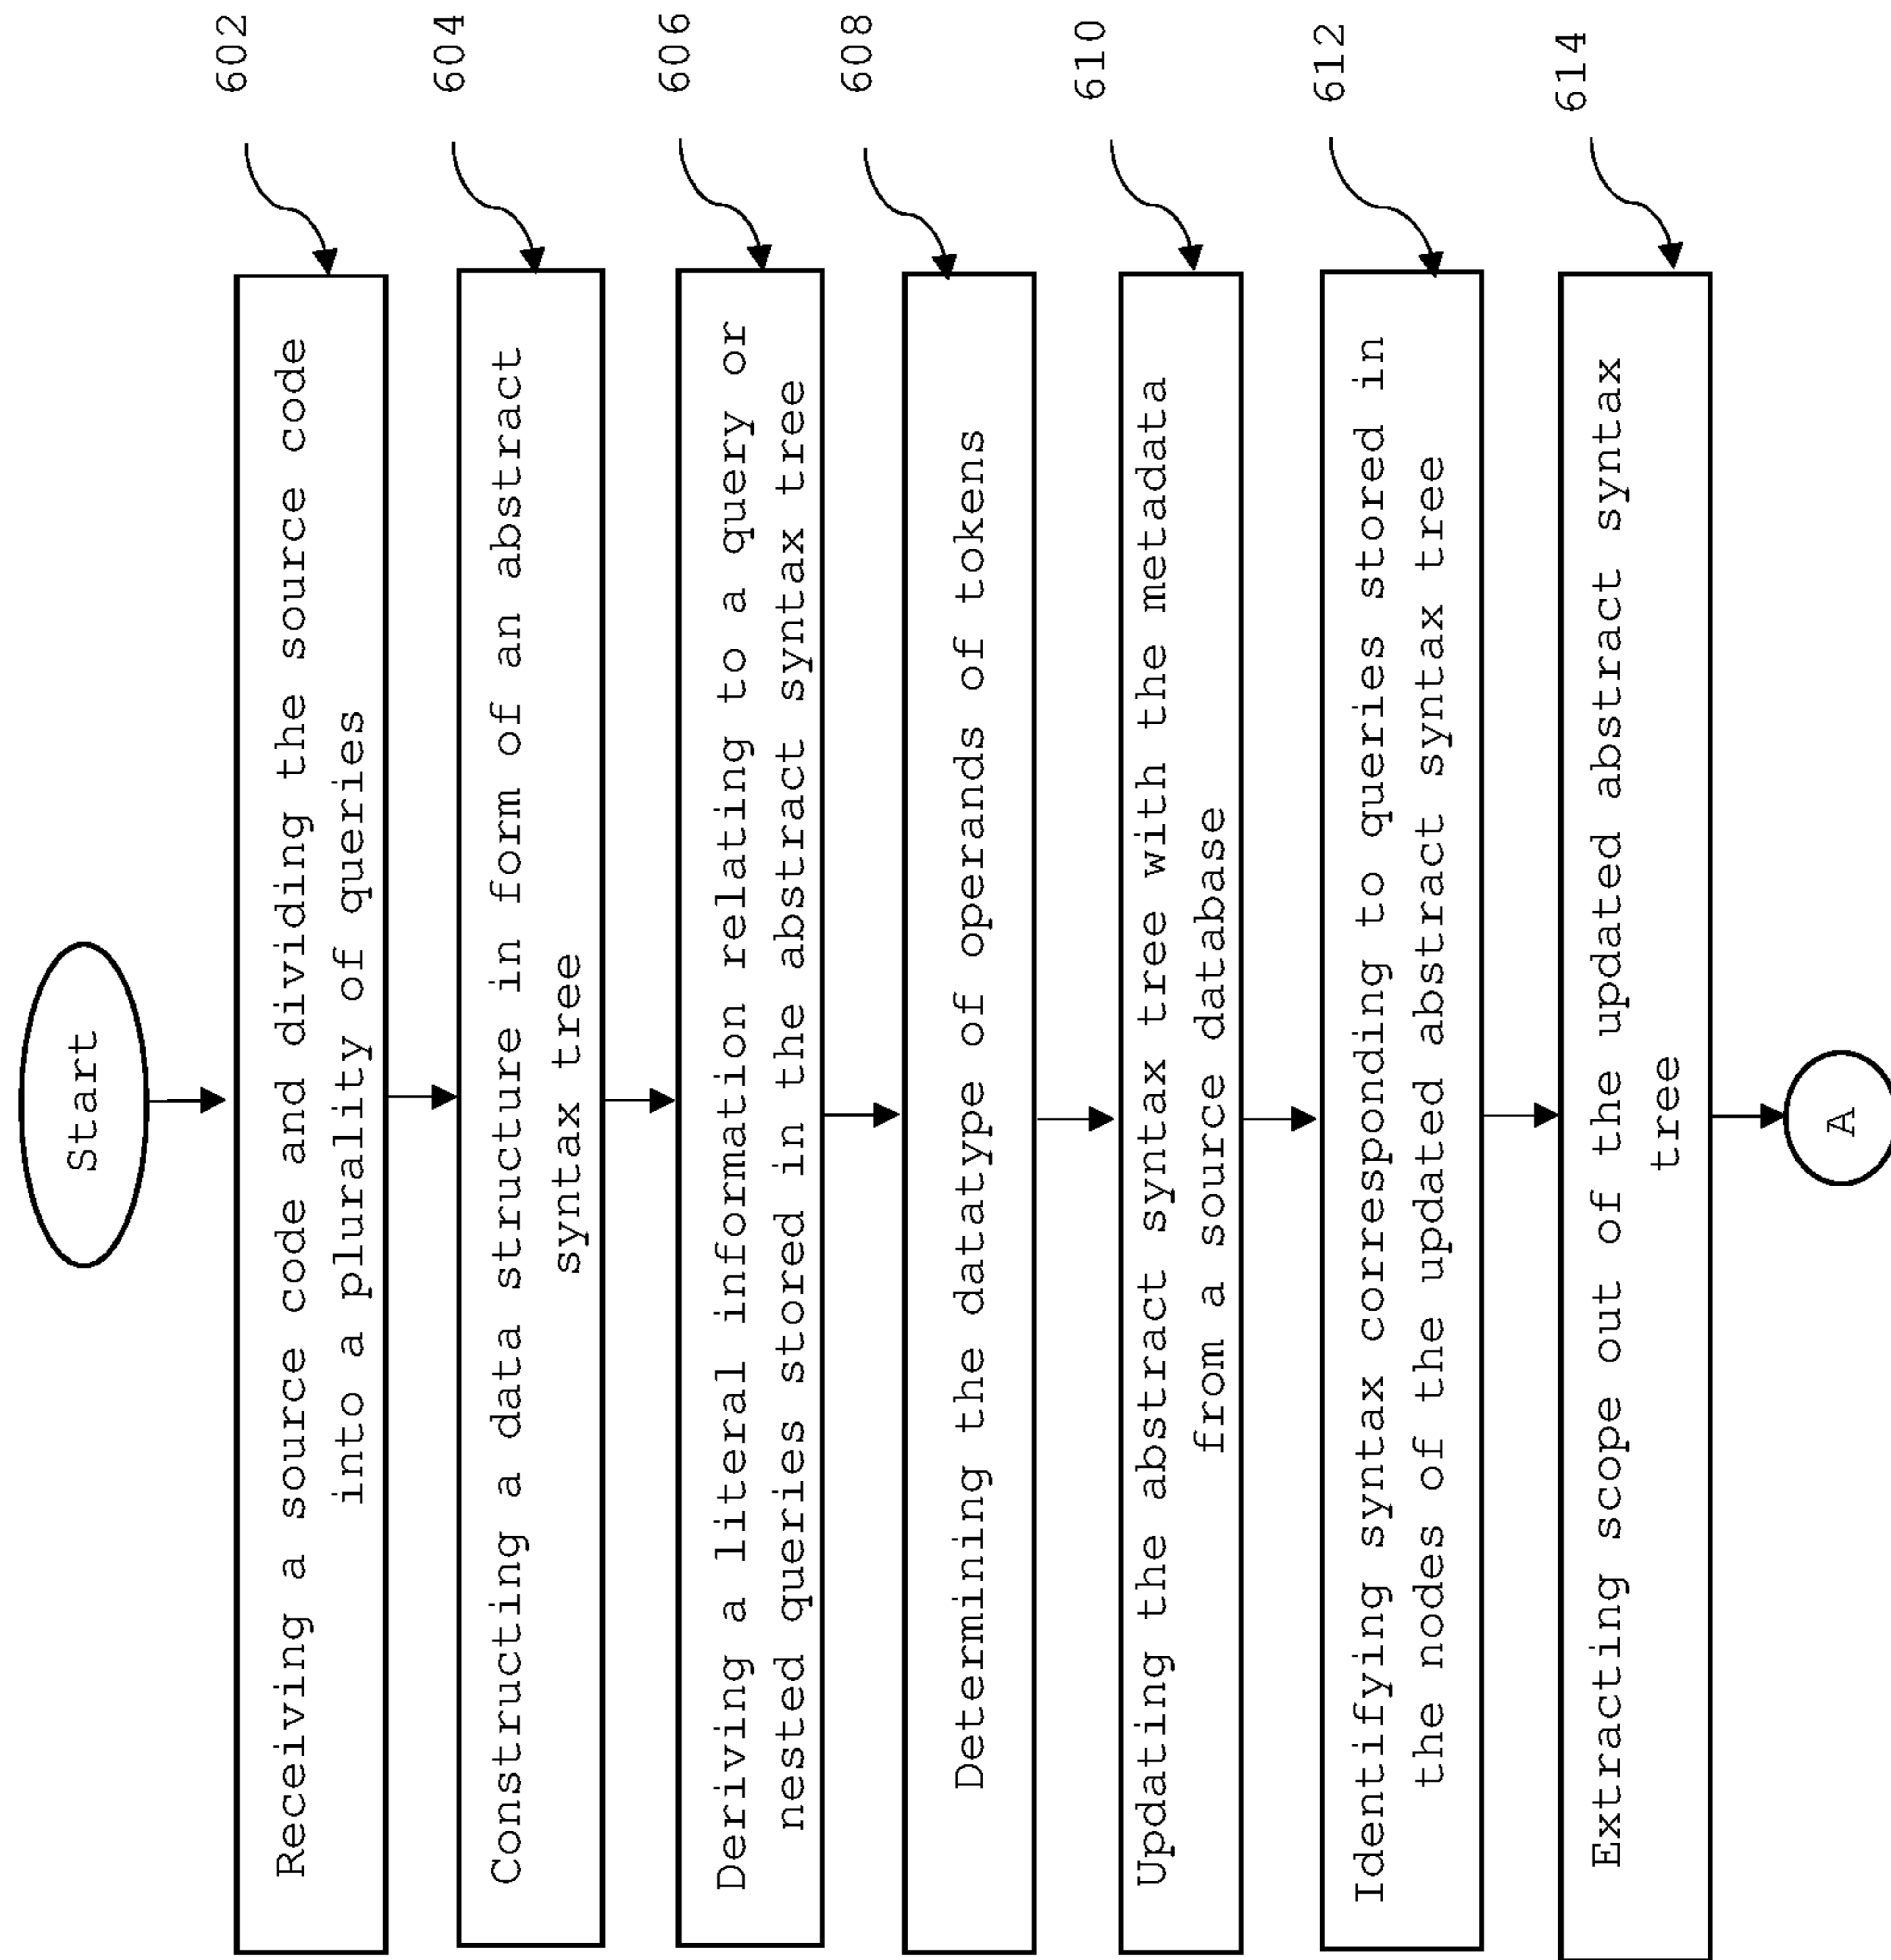 Start
602
Receiving a source code and dividing the source code
into a plurality of queries
604
Constructing a data structure in form of an abstract
syntax tree
606
Deriving a literal information relating to a query or
nested queries stored in the abstract syntax tree
608
Determining the datatype of operands of tokens
610
Updating the abstract syntax tree with the metadata
from a source database
612
Identifying syntax corresponding to queries stored in
the nodes of the updated abstract syntax tree
614
Extracting scope out of the updated abstract syntax
tree
A